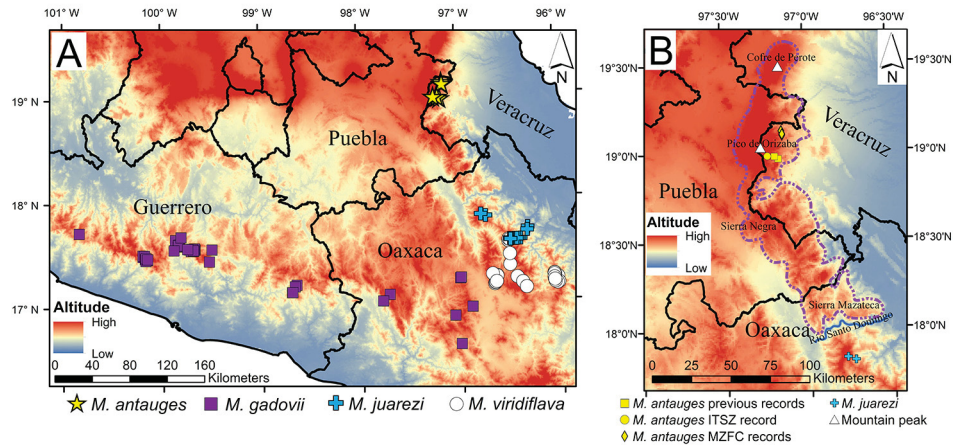 A
101° W
100° W
99° W
98° W
97° W
96° W
N
19° N
18° N
17° N
Puebla
Veracruz
Guerrero
Oaxaca
Altitude
High
Low
0 40 80 120 160
Kilometers
M. antauges
M. gadovii
M. juarezi
M. viridiflava
B
97°30'W
97°0'W
96°30'W
N
19°30'N
19°0'N
18°30'N
18°0'N
19°30'N
19°0'N
18°30'N
18°0'N
Cofre de Perote
Veracruz
Pico de Orizaba
Puebla
Altitude
High
Low
Sierra Negra
Sierra Mazateca
Río Santo Domingo
Oaxaca
0 25 50 75 100
Kilometers
M. antauges previous records
M. juarezi
M. antauges ITSZ record
Mountain peak
M. antauges MZFC records